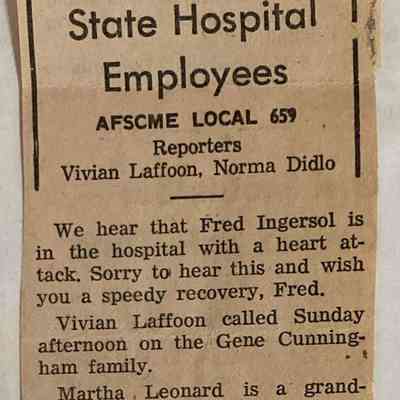 State Hospital
Employees
AFSCME LOCAL 659
Reporters
Vivian Laffoon, Norma Didlo
We hear that Fred Ingersol is
in the hospital with a heart at-
tack. Sorry to hear this and wish
you a speedy recovery, Fred.
Vivian Laffoon called Sunday
afternoon on the Gene Cunning-
ham family.
Martha Leonard is a grand-